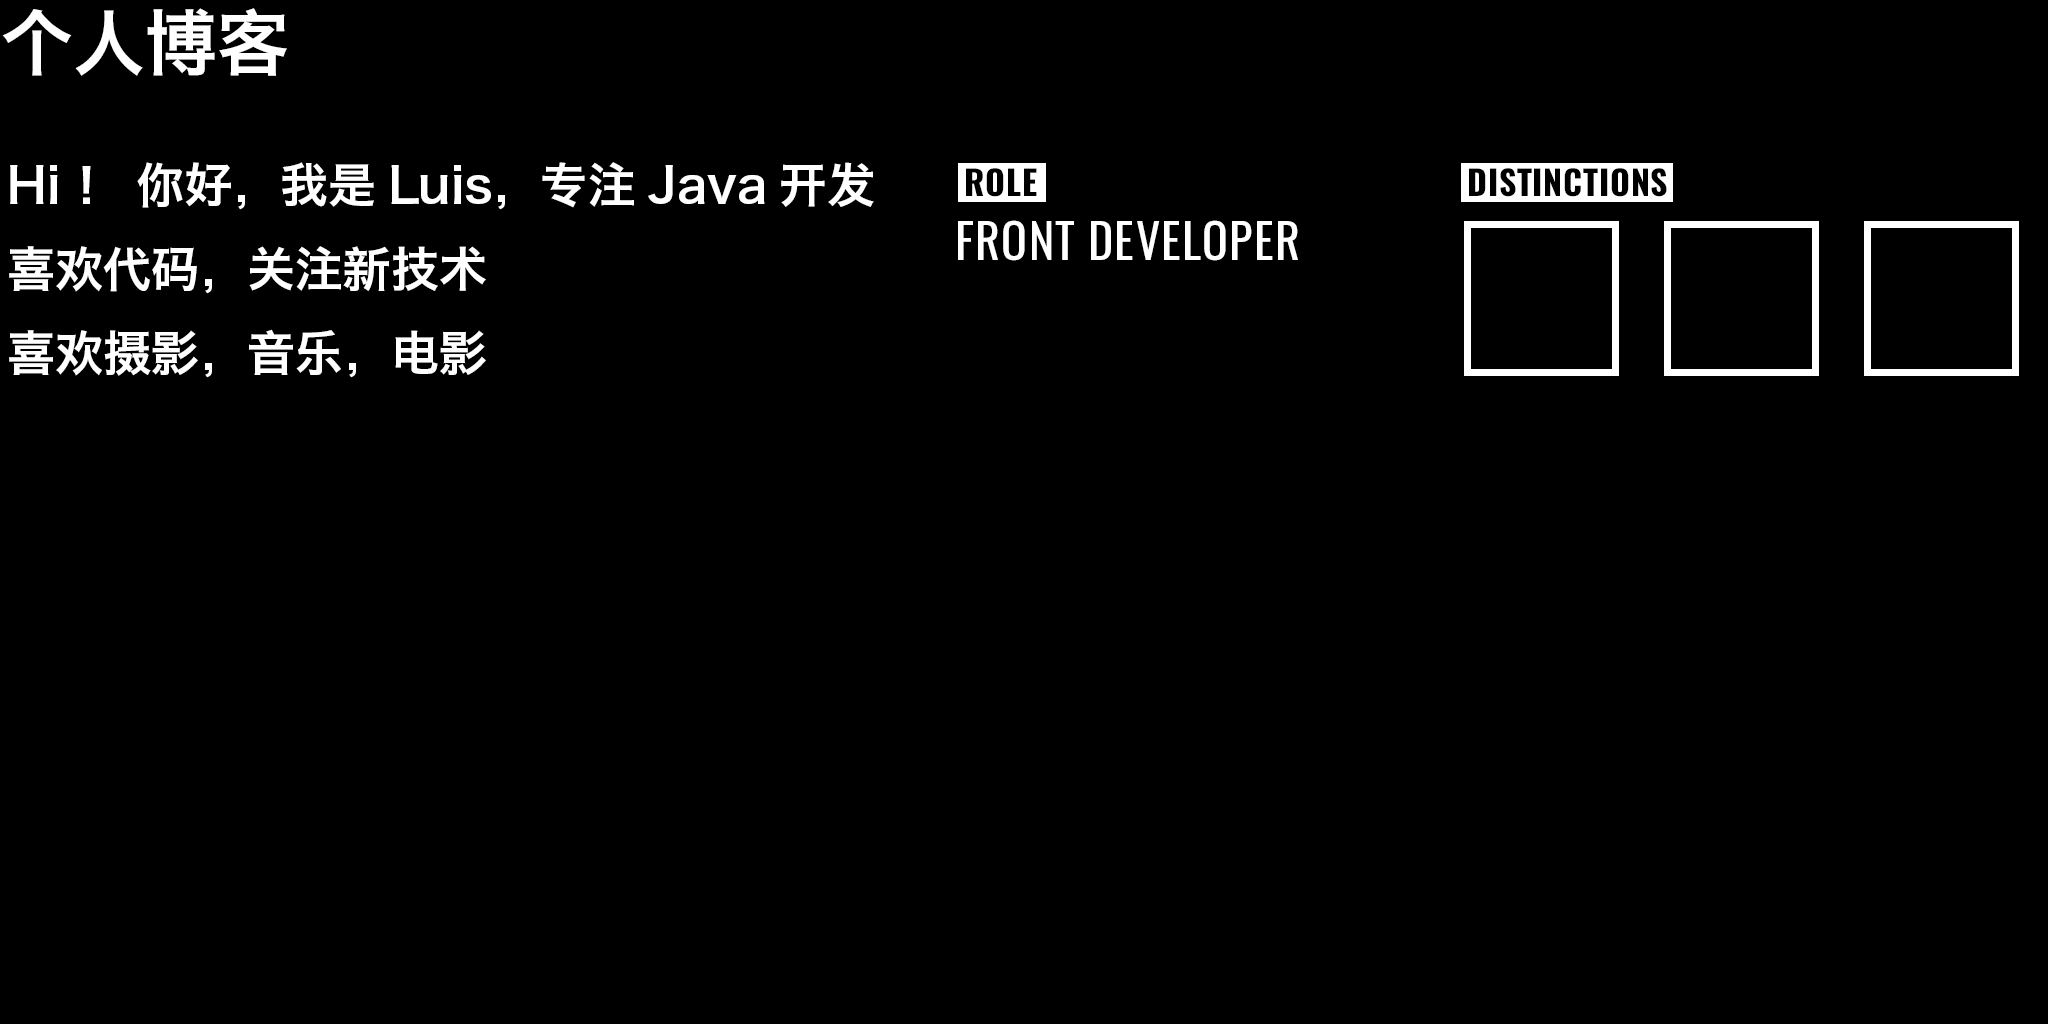 个人博客
Hi！ 你好，我是 Luis，专注 Java 开发
喜欢代码，关注新技术
喜欢摄影，音乐，电影
ROLE
FRONT DEVELOPER
DISTINCTIONS